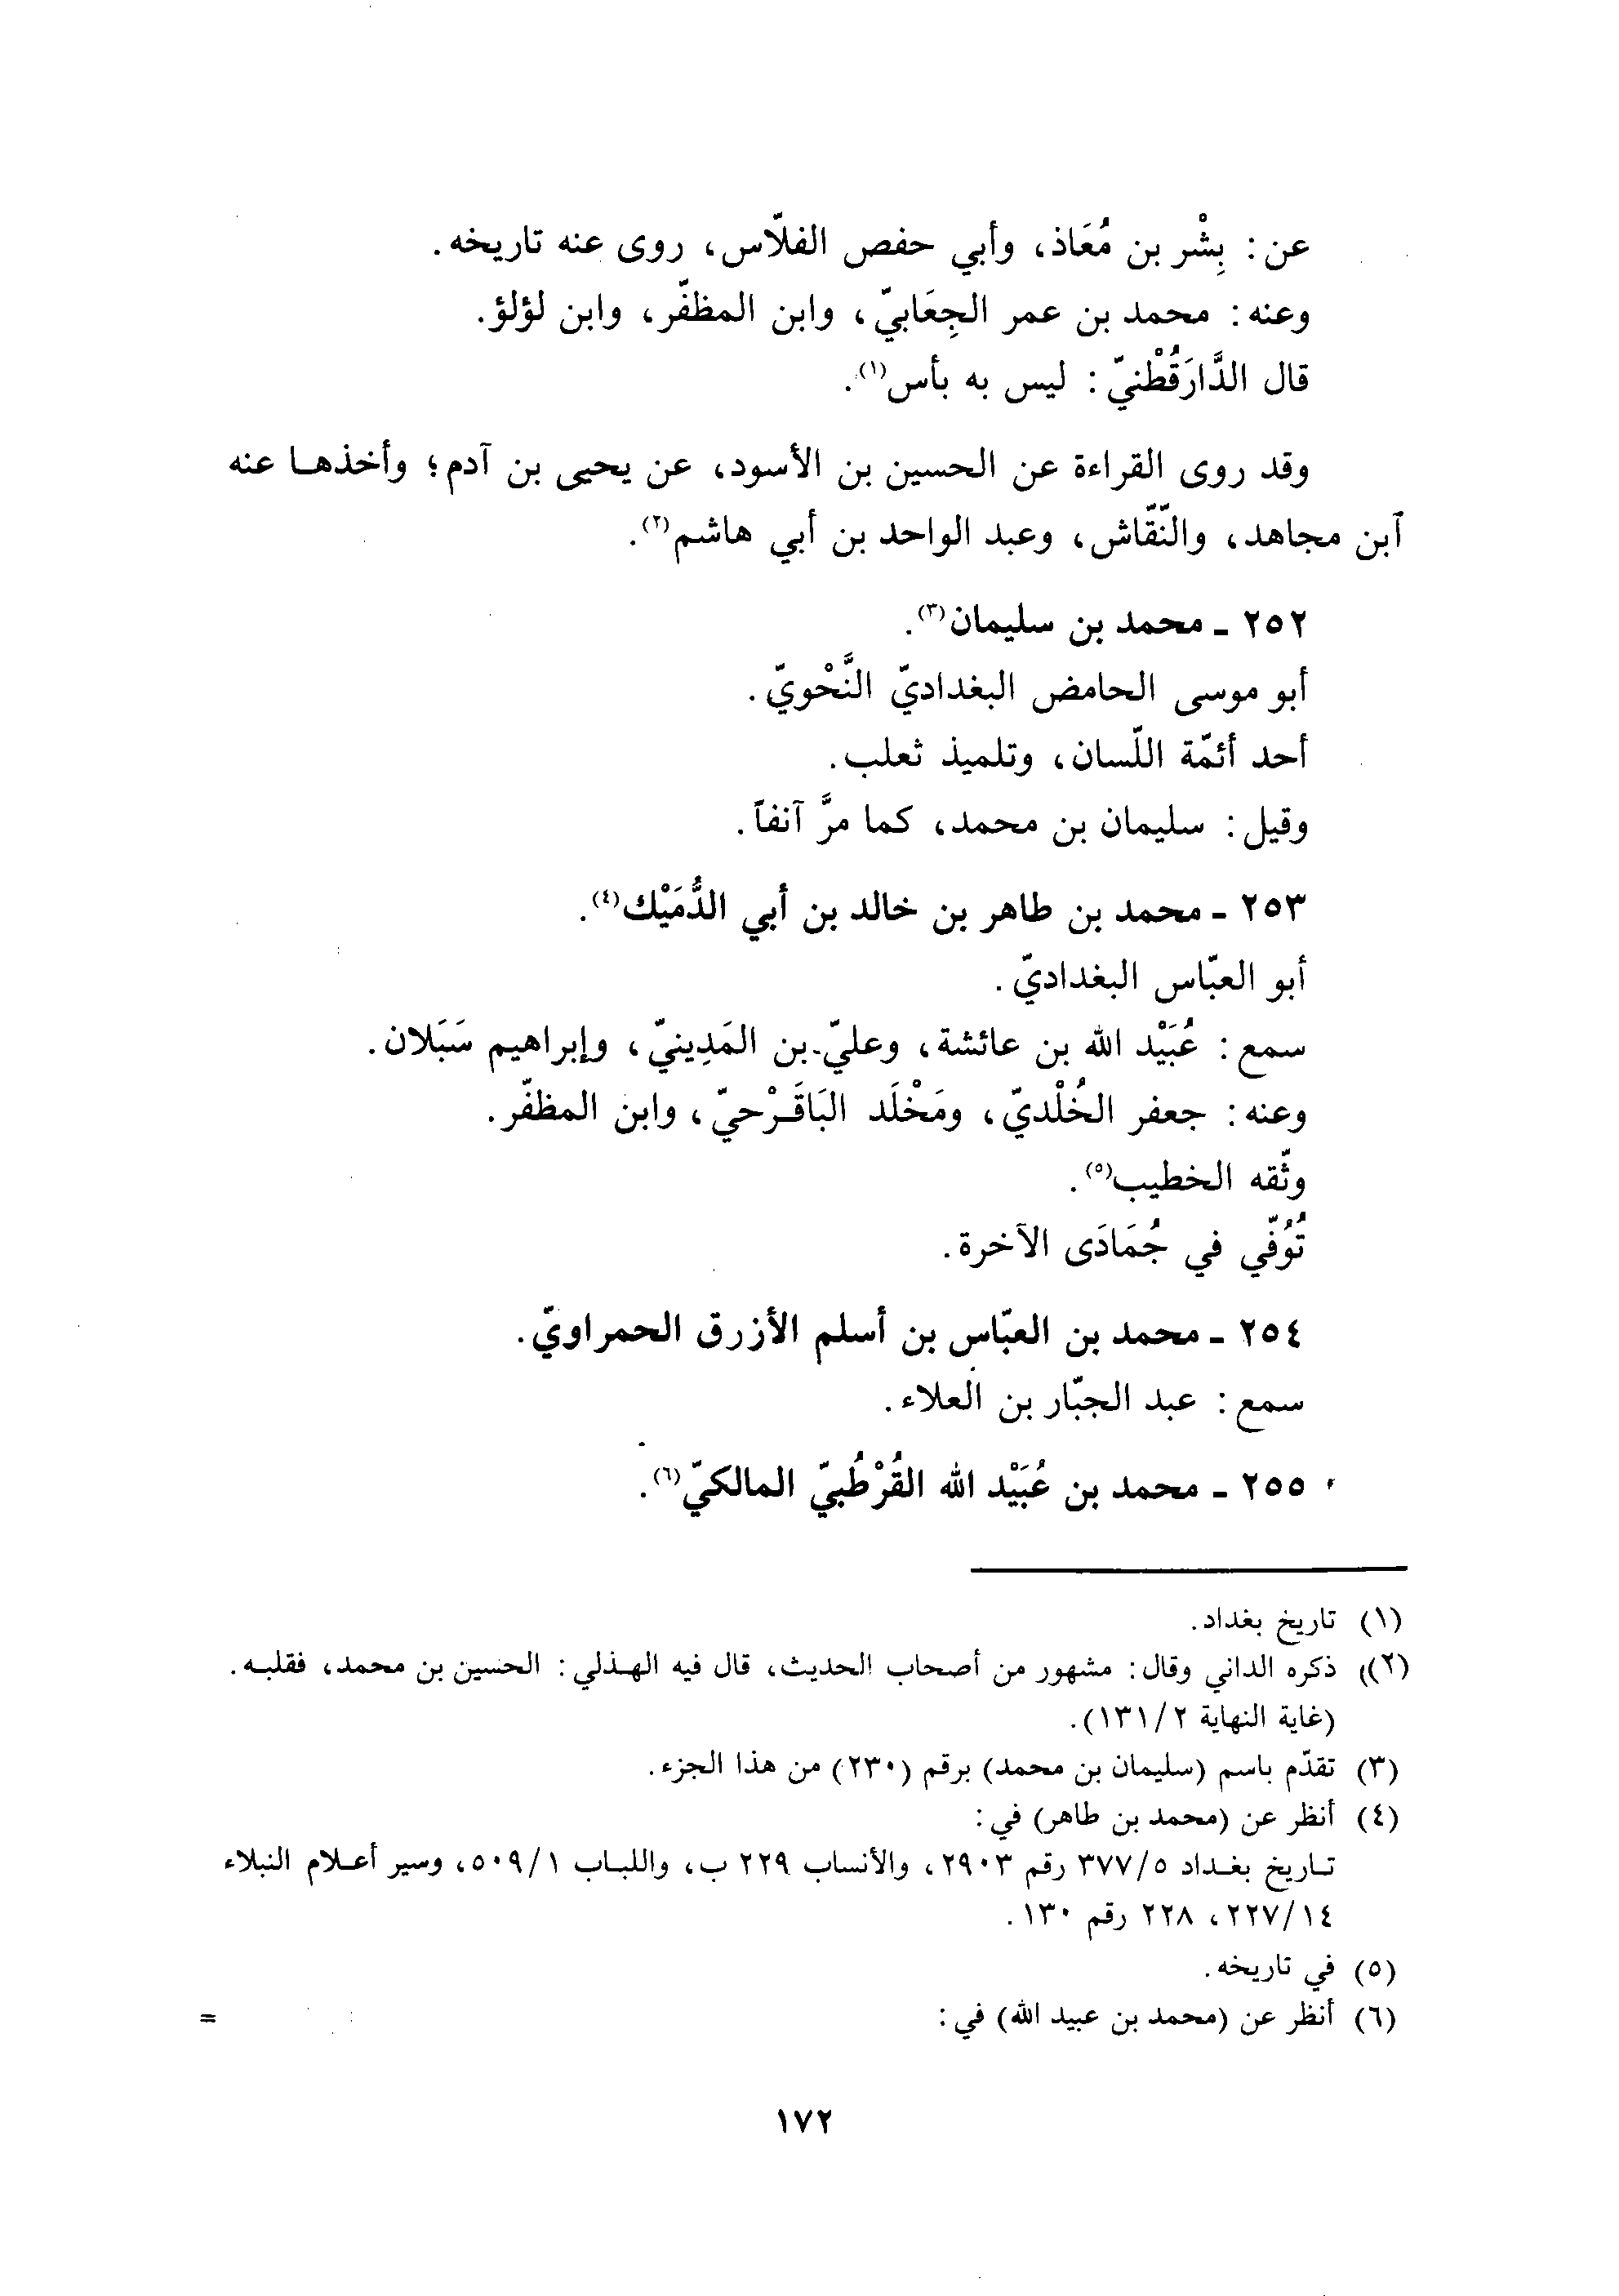 عن: بِشْر بن مُعَاذ، وأبي حفص الفلّاس، روى عنه تاريخه.
وعنه: محمد بن عمر الجِعَابيّ، وابن المظفّر، وابن لؤلؤ.
قال الدَّارَقُطْنيّ: ليس به بأس(١).
وقد روى القراءة عن الحسين بن الأسود، عن يحيى بن آدم؛ وأخذها عنه
آبن مجاهد، والنّقّاش، وعبد الواحد بن أبي هاشم(٢).
٢٥٢ ـ محمد بن سليمان(٣).
أبو موسى الحامض البغداديّ النَّحْويّ.
أحد أئمّة اللّسان، وتلميذ ثعلب.
وقيل: سليمان بن محمد، كما مرَّ آنفاً.
٢٥٣ ـ محمد بن طاهر بن خالد بن أبي الدُّمَيْك(٤).
أبو العبّاس البغداديّ.
سمع: عُبَيْد الله بن عائشة، وعليّ بن المَدِينيّ، وإبراهيم سَبَلان.
وعنه: جعفر الخُلْديّ، ومَخْلَد البَاقَرْحيّ، وابن المظفّر.
وثّقه الخطيب(٥).
تُوُفّي في جُمَادَى الآخرة.
٢٥٤ ـ محمد بن العبّاس بن أسلم الأزرق الحمراويّ.
سمع: عبد الجبّار بن العلاء.
٢٥٥ ـ محمد بن عُبَيْد الله القُرْطُبيّ المالكيّ(٦).
(١) تاريخ بغداد.
((٢) ذكره الداني وقال: مشهور من أصحاب الحديث، قال فيه الهذلي: الحسين بن محمد، فقلبه.
(غاية النهاية ٢/ ١٣١).
(٣) تقدّم باسم (سليمان بن محمد) برقم (٢٣٠) من هذا الجزء.
(٤) أنظر عن (محمد بن طاهر) في:
تاريخ بغداد ٥/ ٣٧٧ رقم ٢٩٠٣، والأنساب ٢٢٩ ب، واللباب ١/ ٥٠٩، وسير أعلام النبلاء
١٤/ ٢٢٧، ٢٢٨ رقم ١٣٠.
(٥) في تاريخه.
(٦) أنظر عن (محمد بن عبيد الله) في: =
١٧٢